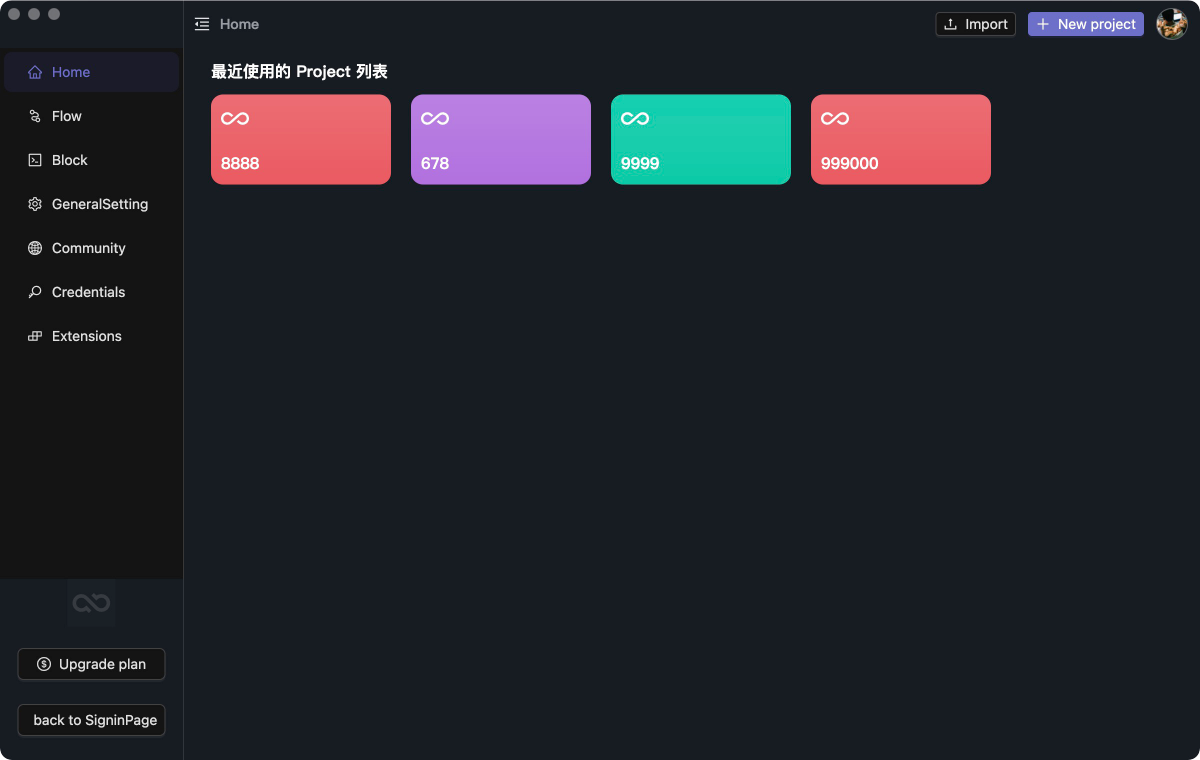 Home
Import
New project
Home
Flow
Block
GeneralSetting
Community
Credentials
Extensions
Upgrade plan
back to SigninPage
最近使用的 Project 列表
8888
678
9999
999000